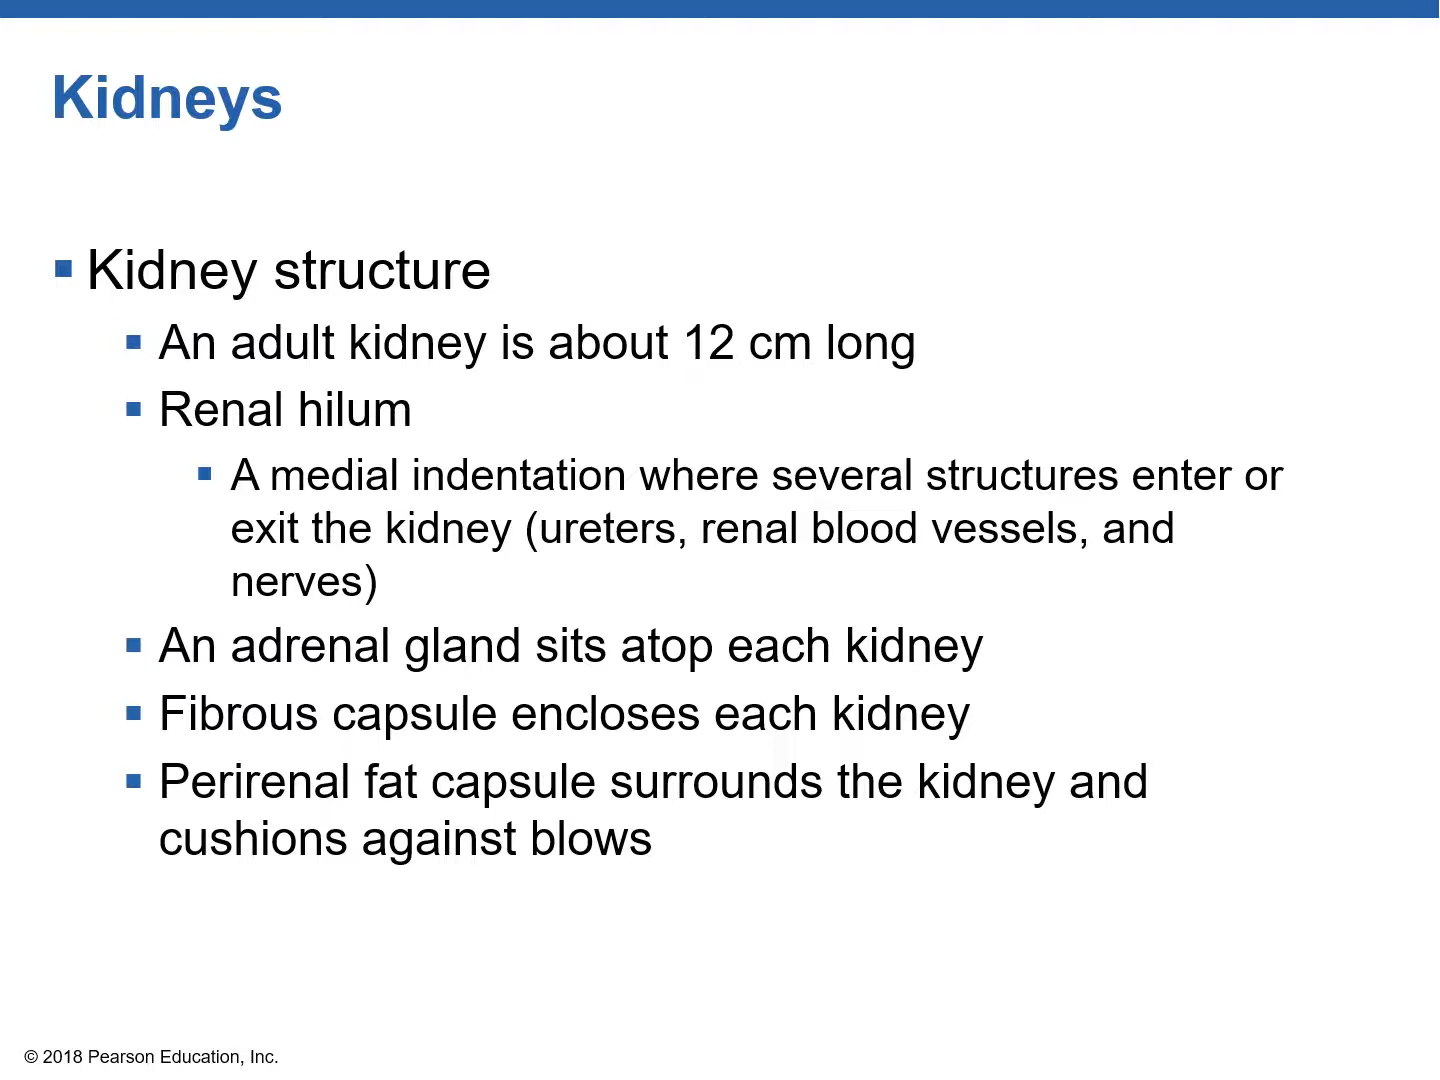 Kidneys
Kidney structure
An adult kidney is about 12 cm long
Renal hilum
A medial indentation where several structures enter or
exit the kidney (ureters, renal blood vessels, and
nerves)
An adrenal gland sits atop each kidney
Fibrous capsule encloses each kidney
Perirenal fat capsule surrounds the kidney and
cushions against blows
© 2018 Pearson Education, Inc.